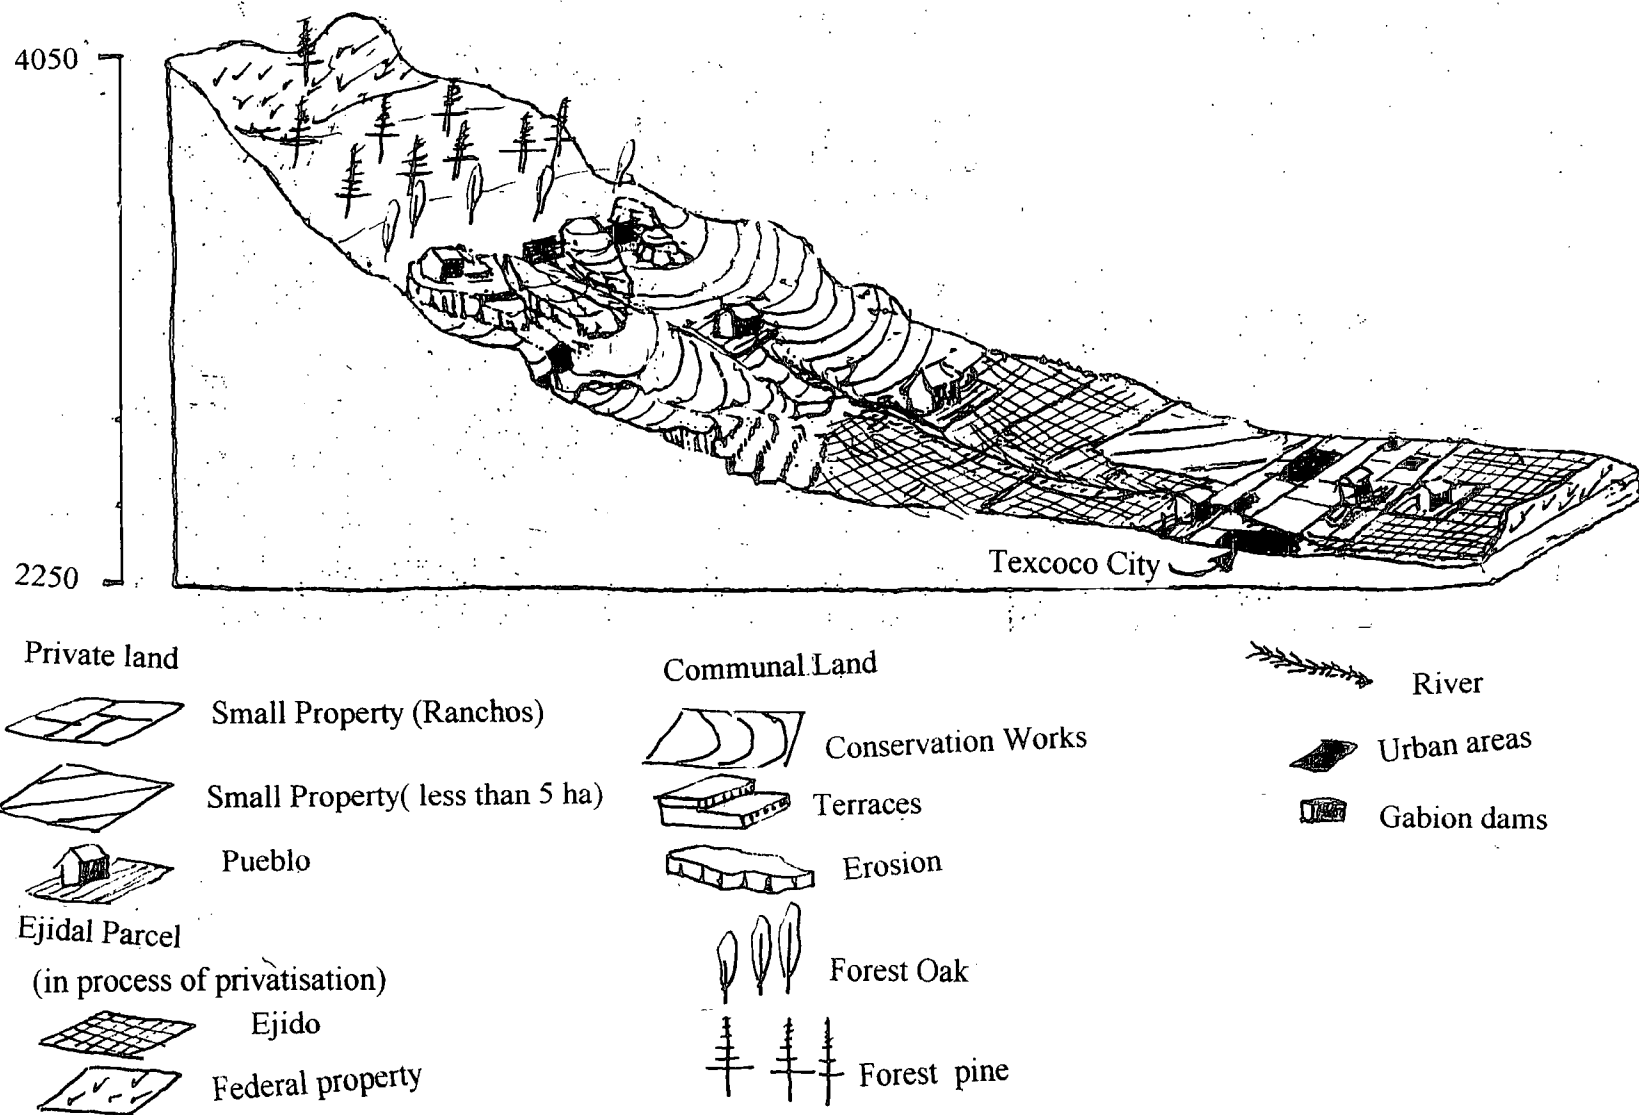 4050
2250
Texcoco City
Private land
Small Property (Ranchos)
Small Property( less than 5 ha)
Pueblo
Ejidal Parcel
(in process of privatisation)
Ejido
Federal property
Communal Land
Conservation Works
Terraces
Erosion
Forest Oak
Forest pine
River
Urban areas
Gabion dams